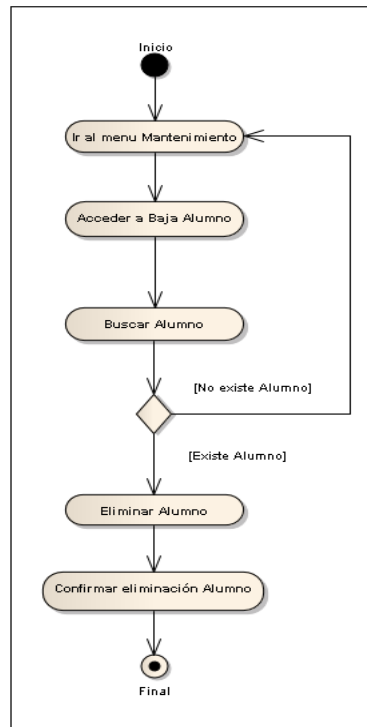 Inicio
Ir al menu Mantenimiento
Acceder a Baja Alumno
Buscar Alumno
[No existe Alumno]
[Existe Alumno]
Eliminar Alumno
Confirmar eliminación Alumno
Final